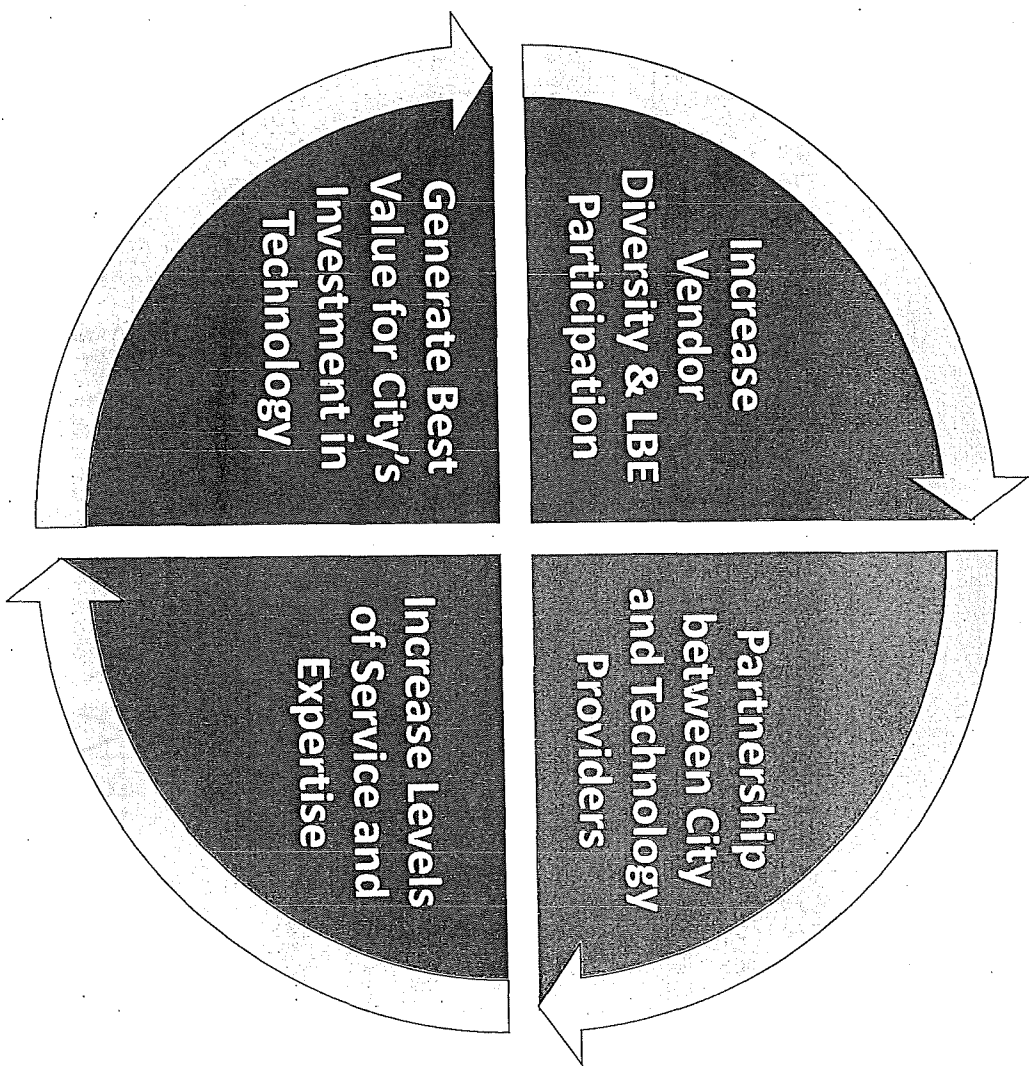 Increase
Vendor
Diversity & LBE
Participation
Partnership
between City
and Technology
Providers
Generate Best
Value for City's
Investment in
Technology
Increase Levels
of Service and
Expertise